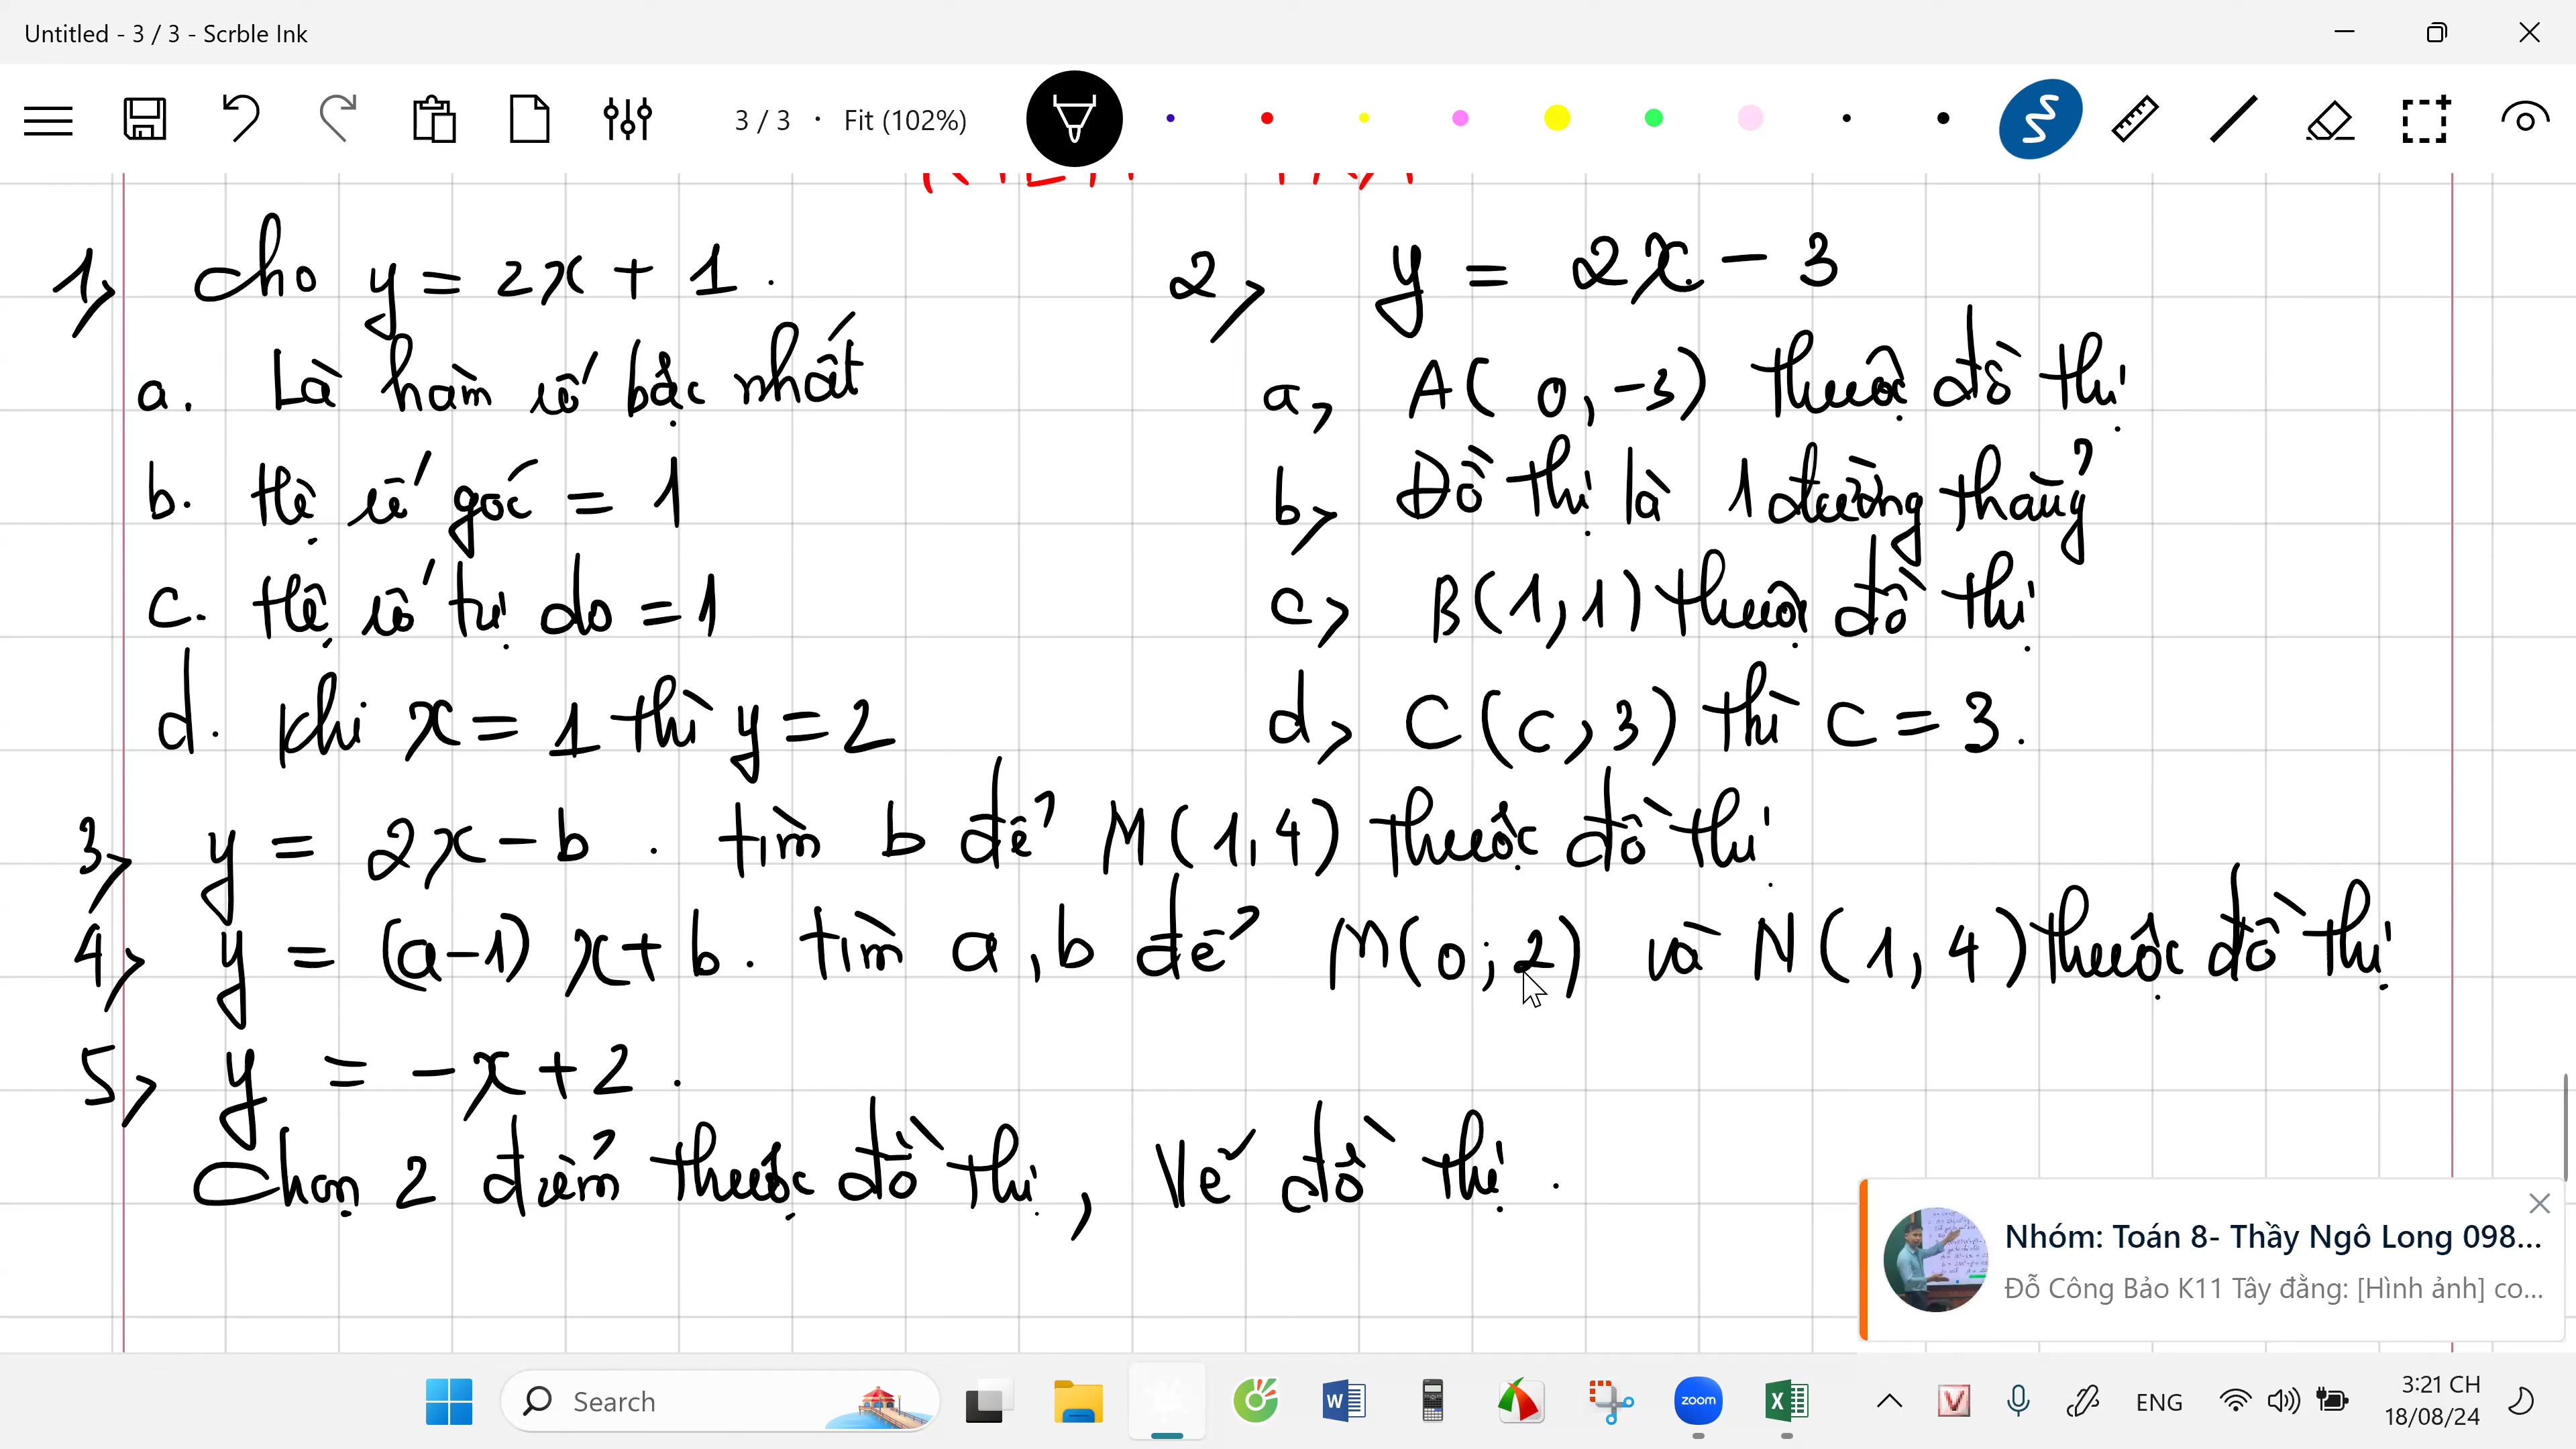 Untitled - 3 / 3 - Scrble Ink
3 / 3 · Fit (102%)
1, Cho y = 2x + 1.
a. Là hàm số bậc nhất
b. Hệ số góc = 1
c. Hệ số tự do = 1
d. Khi x = 1 thì y = 2
2, y = 2x - 3
a, A( 0, -3) thuộc đồ thị
b, Đồ thị là 1 đường thẳng
c, B(1,1) thuộc đồ thị
d, C(c,3) thì c = 3.
3, y = 2x - b . tìm b để M(1,4) thuộc đồ thị
4, y = (a-1) x + b. tìm a,b để M(0;2) và N(1,4) thuộc đồ thị
5, y = -x + 2.
Chọn 2 điểm thuộc đồ thị, Vẽ đồ thị.
Nhóm: Toán 8- Thầy Ngô Long 098...
Đỗ Công Bảo K11 Tây đằng: [Hình ảnh] co...
Search
zoom
ENG
3:21 CH
18/08/24